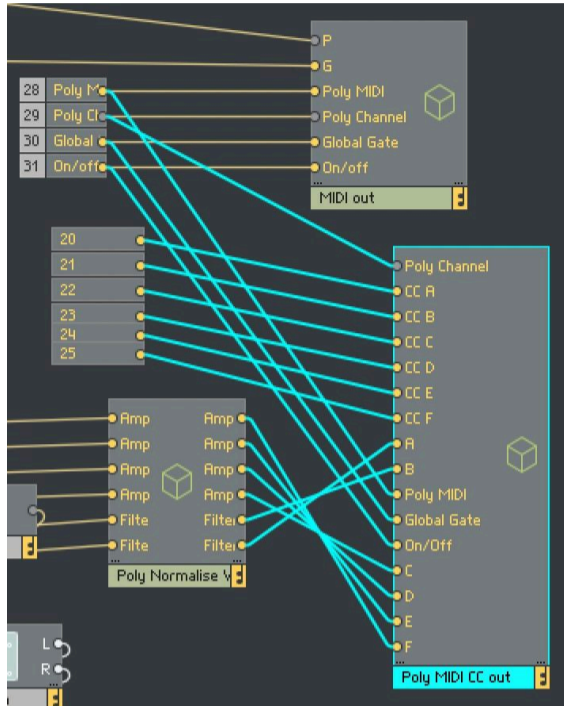 P
G
Poly MIDI
Poly Channel
Global Gate
On/off
MIDI out
28 Poly M
29 Poly Ch
30 Global
31 On/off
20
21
22
23
24
25
Poly Channel
CC A
CC B
CC C
CC D
CC E
CC F
A
B
Poly MIDI
Global Gate
On/Off
C
D
E
F
Poly MIDI CC out
Amp Amp
Amp Amp
Amp Amp
Amp Amp
Filte Filte
Filte Filte
Poly Normalise V
L
R